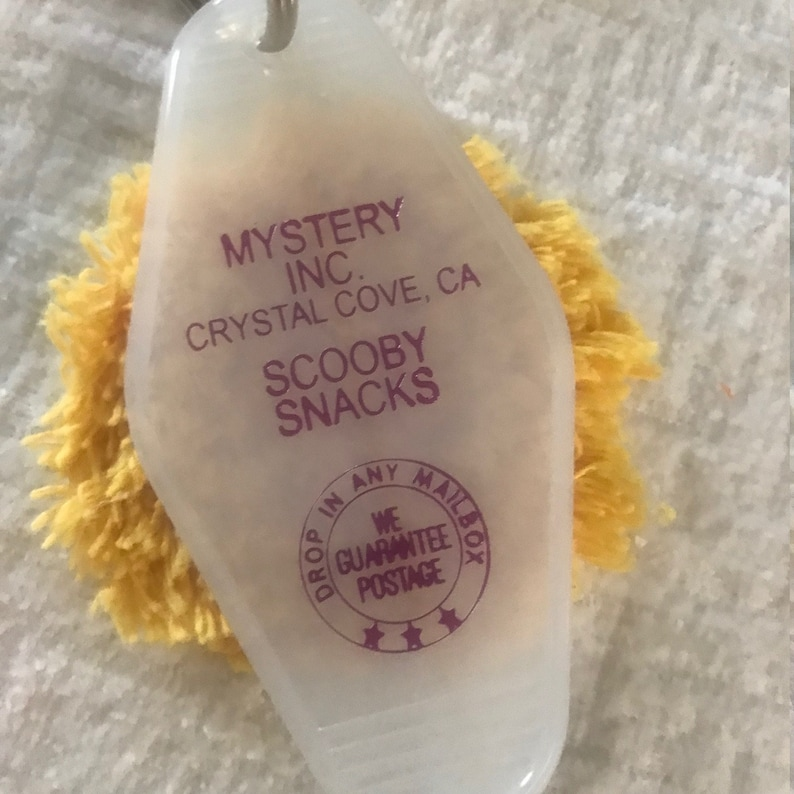 MYSTERY
INC.
CRYSTAL COVE, CA
SCOOBY
SNACKS
DROP IN ANY MAILBOX
WE
GUARANTEE
POSTAGE